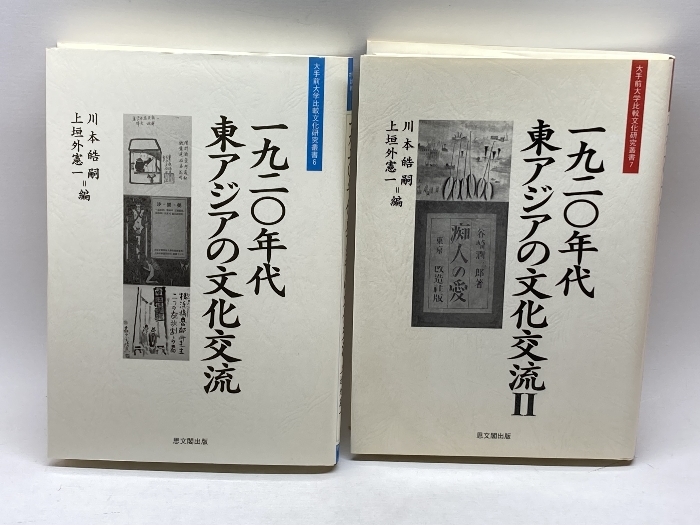 大手前大学比較文化研究叢書6
一九二〇年代
東アジアの文化交流
川本皓嗣
上垣外憲一＝編
思文閣出版
大手前大学比較文化研究叢書7
一九二〇年代
東アジアの文化交流II
川本皓嗣
上垣外憲一＝編
谷崎潤一郎著
痴人の愛
改造社版
思文閣出版